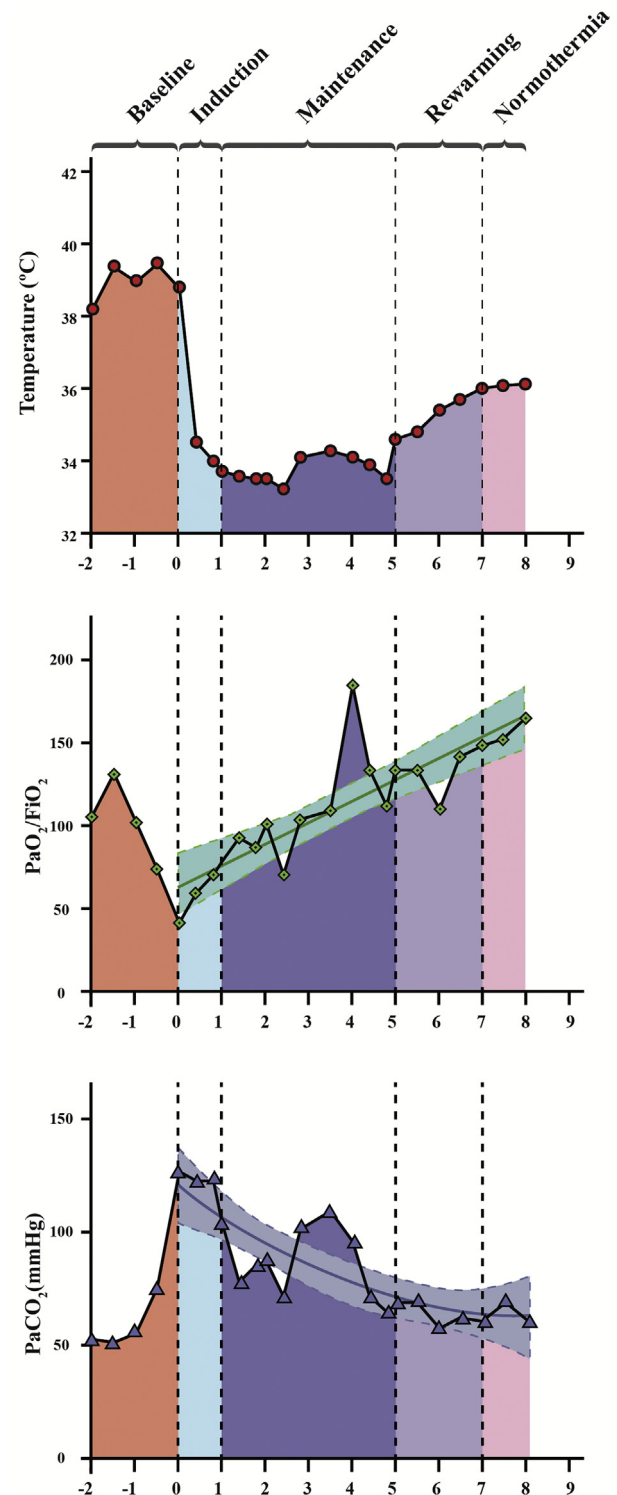 Baseline
Induction
Maintenance
Rewarming
Normothermia
Temperature (ºC)
42
40
38
36
34
32
-2 -1 0 1 2 3 4 5 6 7 8 9
PaO2/FiO2
200
150
100
50
0
-2 -1 0 1 2 3 4 5 6 7 8 9
PaCO2(mmHg)
150
100
50
0
-2 -1 0 1 2 3 4 5 6 7 8 9